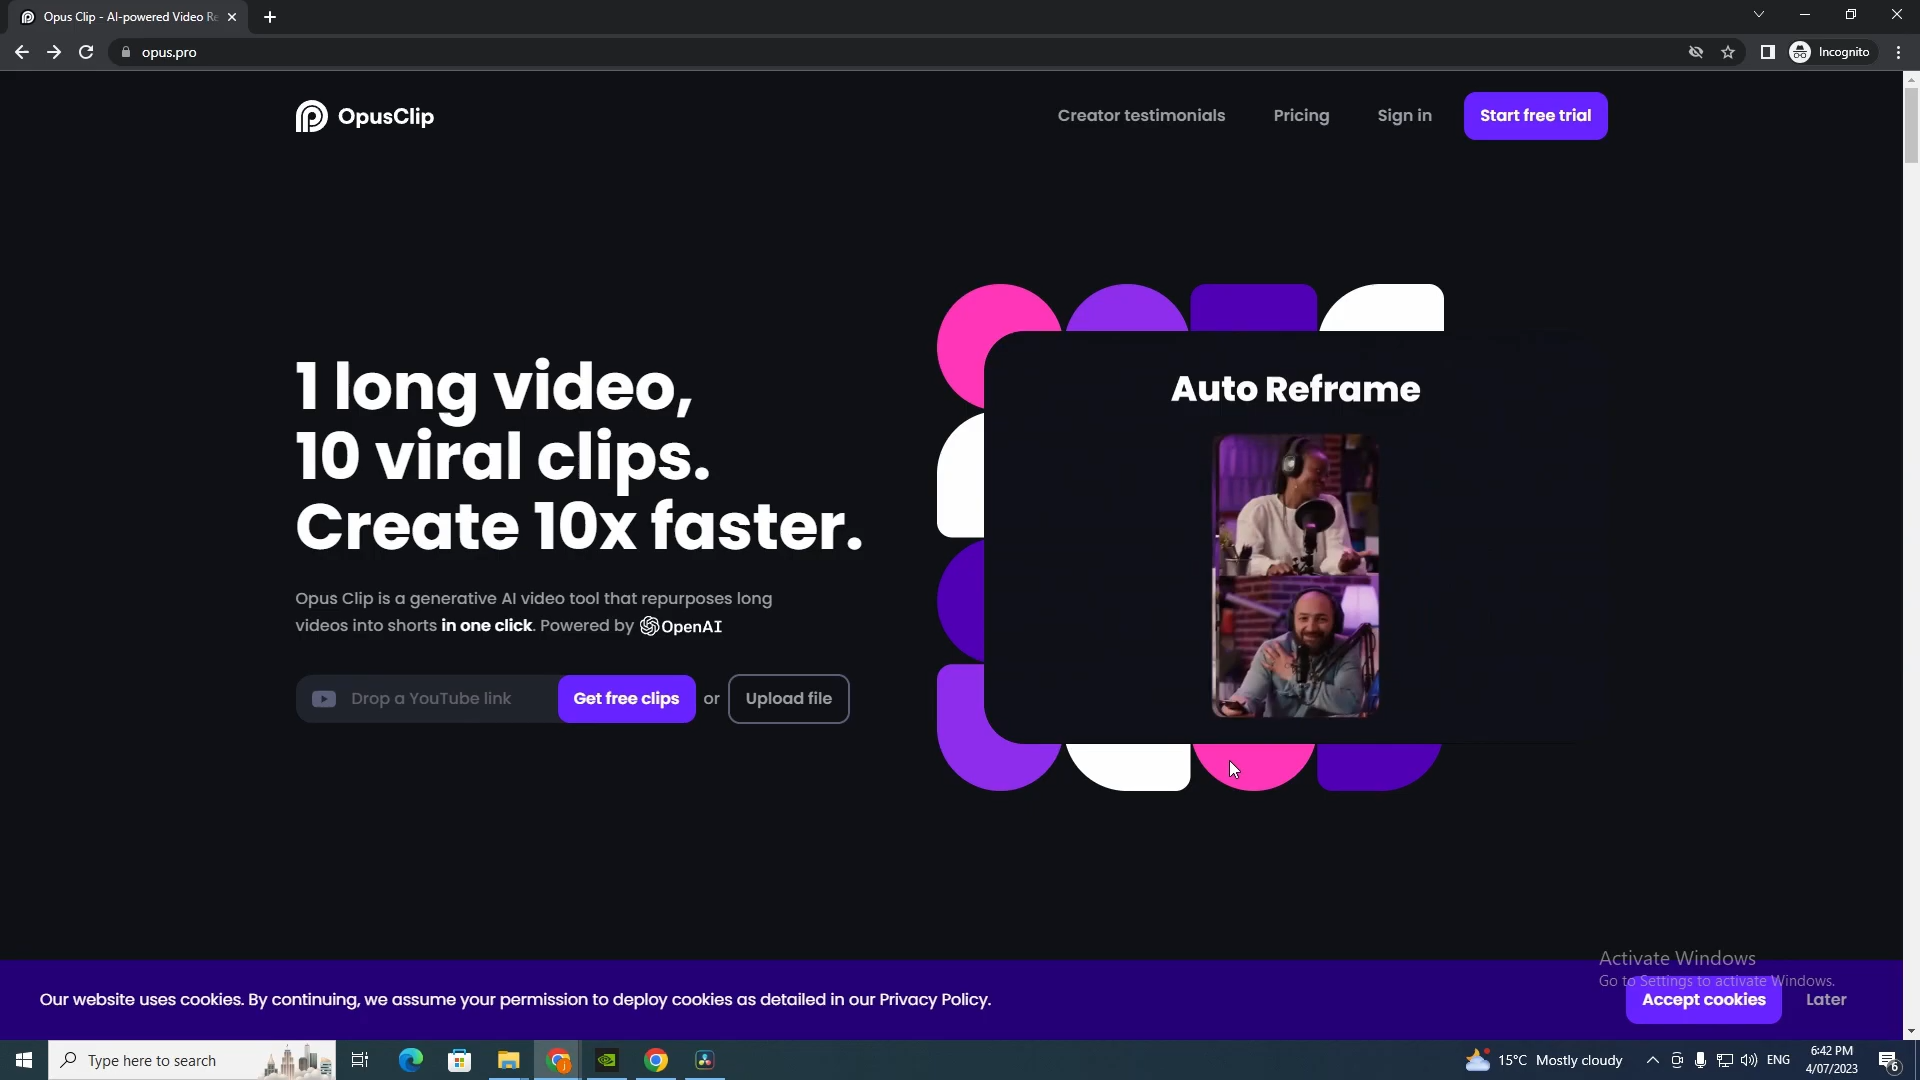 Opus Clip - AI-powered Video Re
opus.pro
Incognito
OpusClip
Creator testimonials
Pricing
Sign in
Start free trial
1 long video,
10 viral clips.
Create 10x faster.
Opus Clip is a generative AI video tool that repurposes long
videos into shorts in one click. Powered by OpenAI
Drop a YouTube link
Get free clips
or
Upload file
Auto Reframe
Activate Windows
Go to Settings to activate Windows.
Our website uses cookies. By continuing, we assume your permission to deploy cookies as detailed in our Privacy Policy.
Accept cookies
Later
Type here to search
15°C Mostly cloudy
ENG
6:42 PM
4/07/2023
6